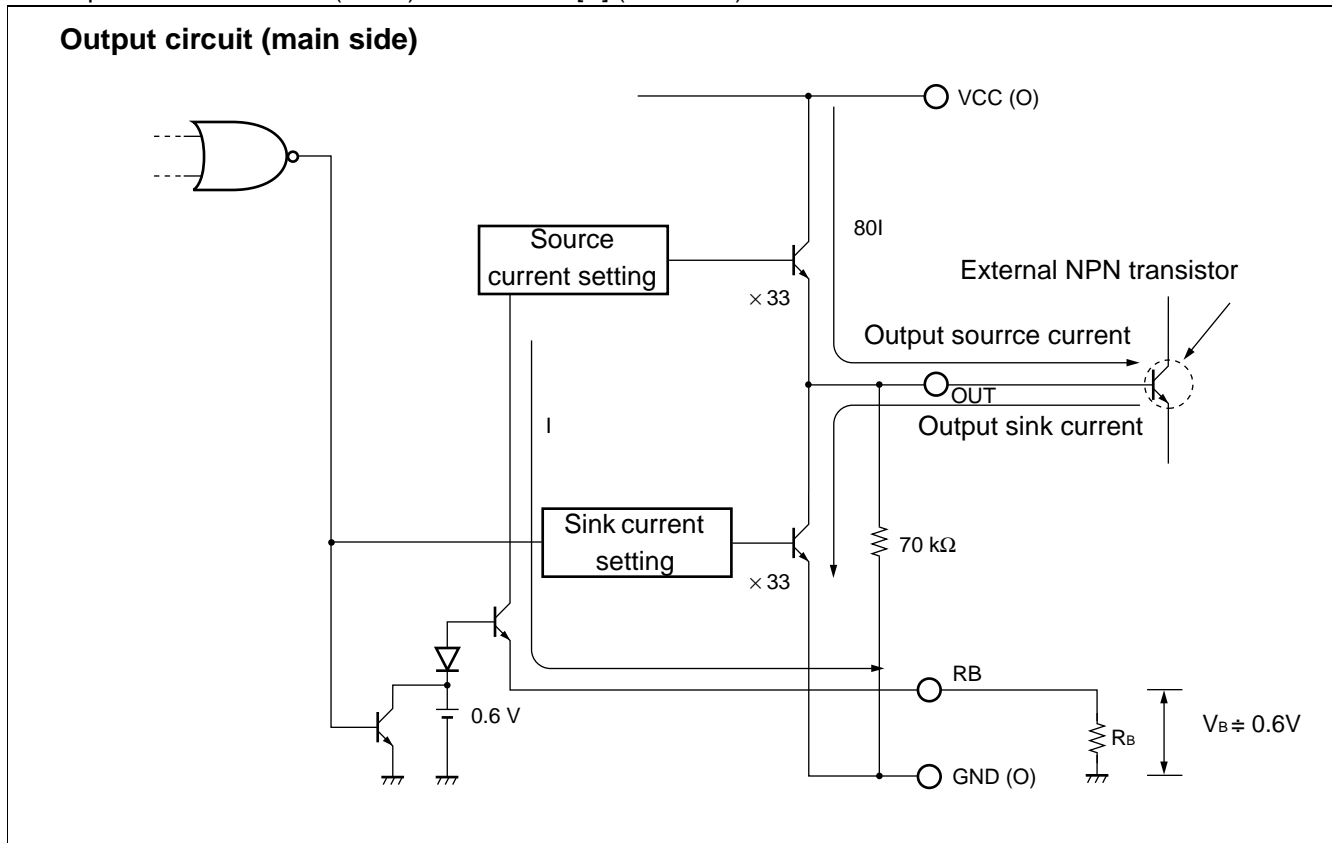 Output circuit (main side)
VCC (O)
80I
Source
current setting
External NPN transistor
× 33
Output sourrce current
OUT
I
Output sink current
Sink current
setting
70 kΩ
× 33
RB
0.6 V
RB
VB ≑ 0.6V
GND (O)